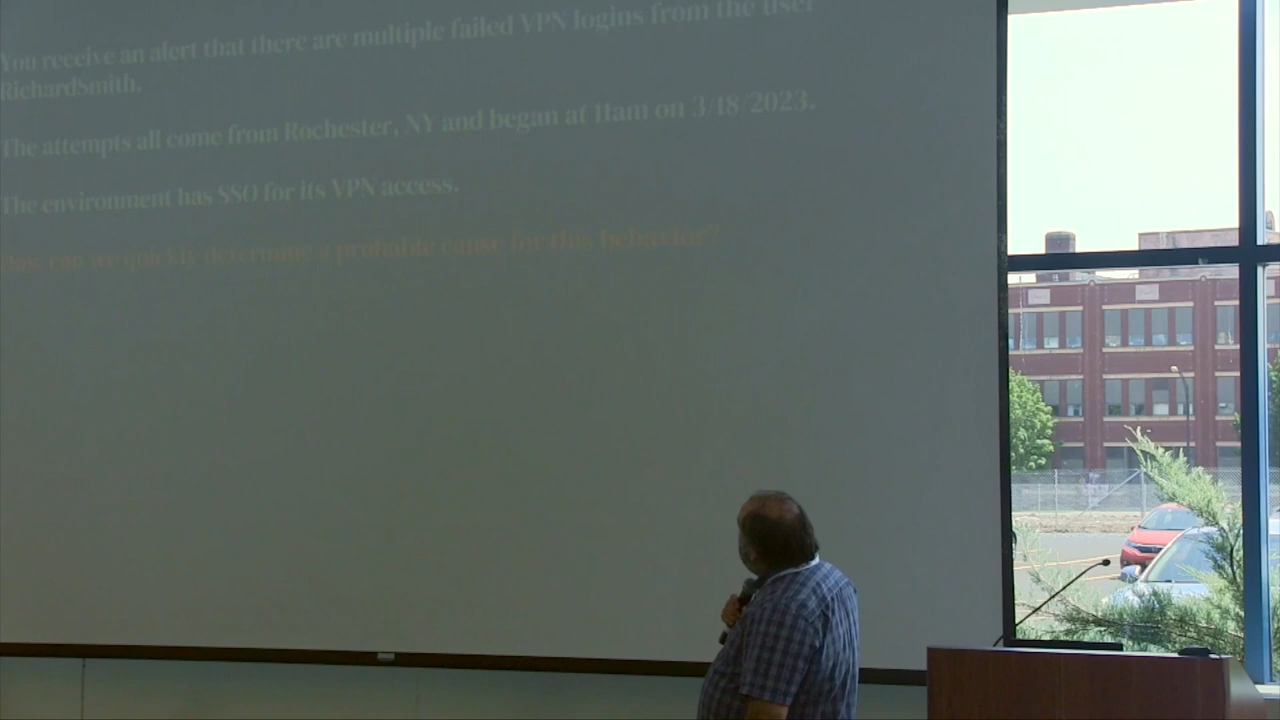 You receive an alert that there are multiple failed VPN logins from the user
RichardSmith.
The attempts all come from Rochester, NY and began at 11am on 3/18/2023.
The environment has SSO for its VPN access.
How can we quickly determine a probable cause for this behavior?